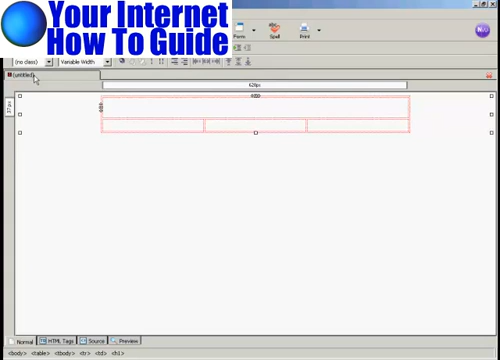 Your Internet
How To Guide
Spell
Print
(no class)
Variable Width
(untitled)
620px
37px
Normal
HTML Tags
Source
Preview
<body> <table> <tbody> <tr> <td> <h1>